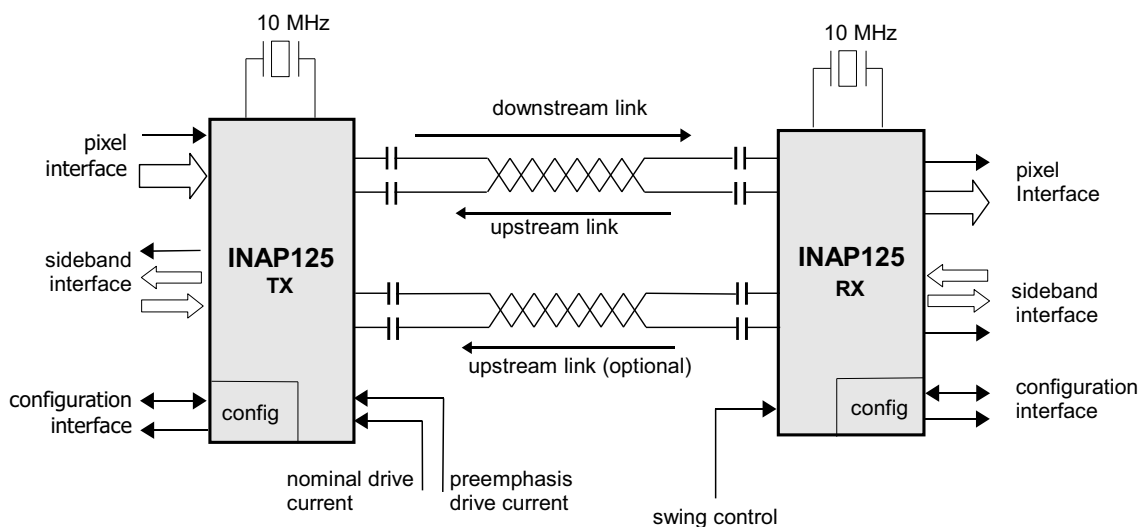 10 MHz
10 MHz
downstream link
pixel
interface
pixel
Interface
upstream link
INAP125
TX
INAP125
RX
sideband
interface
sideband
interface
upstream link (optional)
configuration
interface
config
config
configuration
interface
nominal drive
current
preemphasis
drive current
swing control